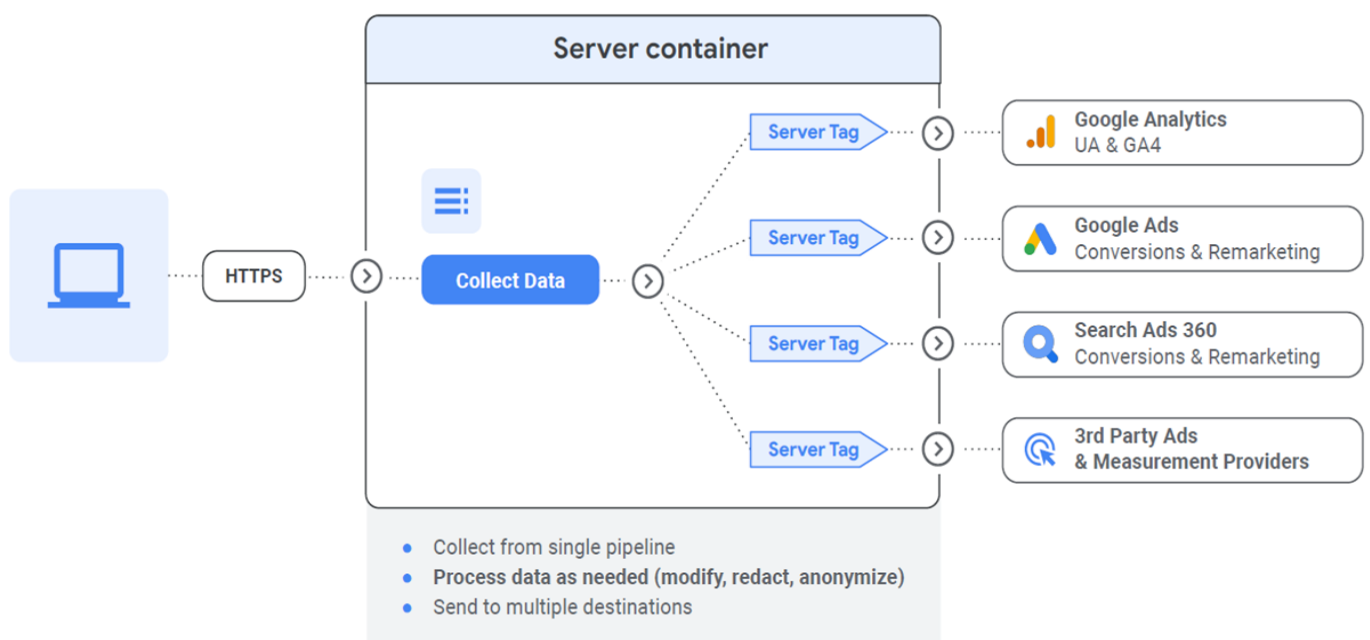 Server container
HTTPS
Collect Data
Server Tag
Google Analytics
UA & GA4
Server Tag
Google Ads
Conversions & Remarketing
Server Tag
Search Ads 360
Conversions & Remarketing
Server Tag
3rd Party Ads
& Measurement Providers
Collect from single pipeline
Process data as needed (modify, redact, anonymize)
Send to multiple destinations